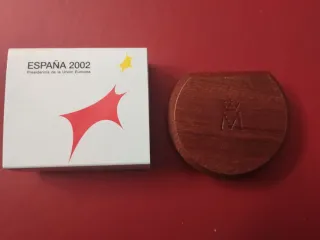 ESPAÑA 2002
Presidencia de la Unión Europea
M